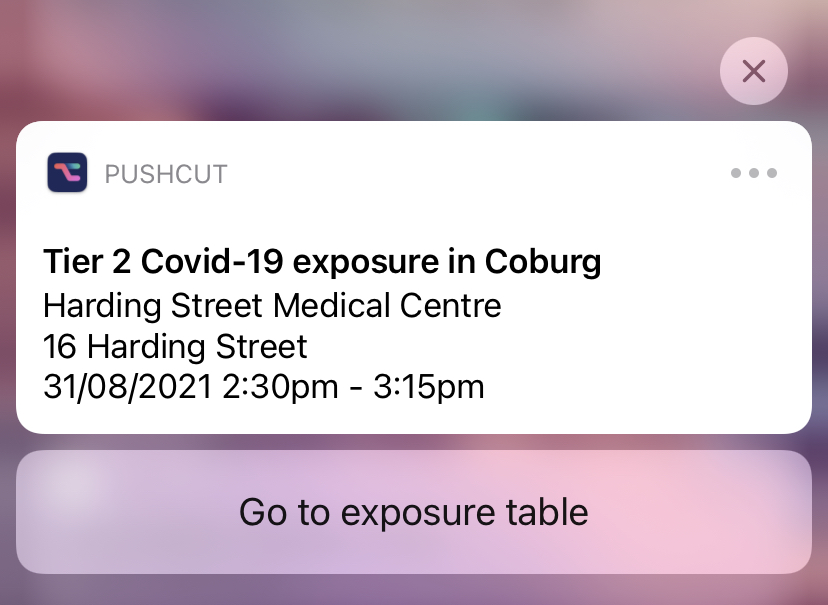 PUSHCUT
Tier 2 Covid-19 exposure in Coburg
Harding Street Medical Centre
16 Harding Street
31/08/2021 2:30pm - 3:15pm
Go to exposure table